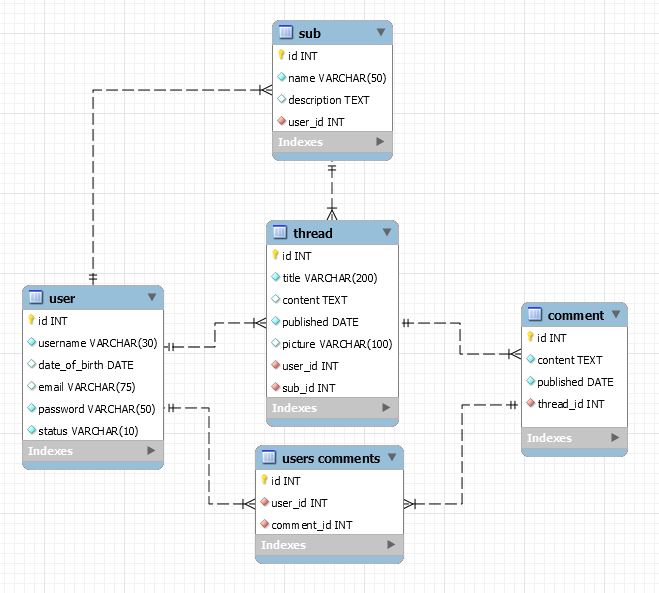 sub
id INT
name VARCHAR(50)
description TEXT
user_id INT
Indexes
thread
id INT
title VARCHAR(200)
content TEXT
published DATE
picture VARCHAR(100)
user_id INT
sub_id INT
Indexes
user
id INT
username VARCHAR(30)
date_of_birth DATE
email VARCHAR(75)
password VARCHAR(50)
status VARCHAR(10)
Indexes
comment
id INT
content TEXT
published DATE
thread_id INT
Indexes
users comments
id INT
user_id INT
comment_id INT
Indexes